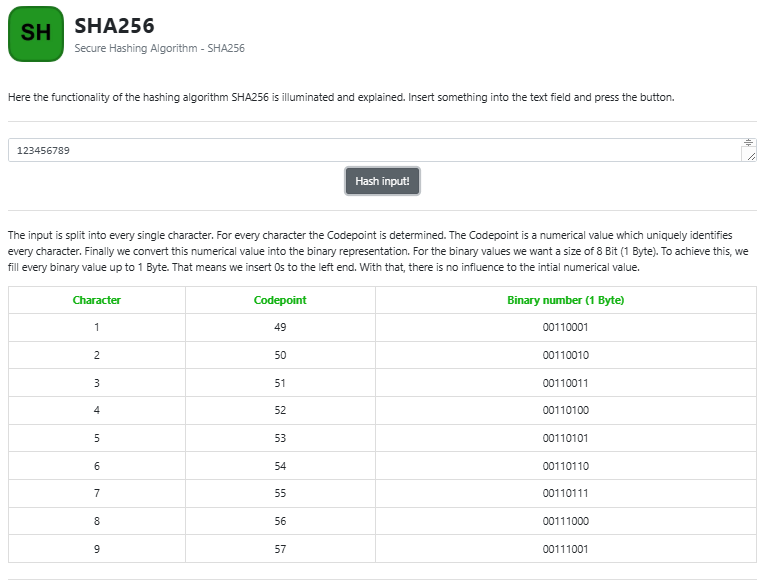 SH
SHA256
Secure Hashing Algorithm - SHA256
Here the functionality of the hashing algorithm SHA256 is illuminated and explained. Insert something into the text field and press the button.
123456789
Hash input!
The input is split into every single character. For every character the Codepoint is determined. The Codepoint is a numerical value which uniquely identifies
every character. Finally we convert this numerical value into the binary representation. For the binary values we want a size of 8 Bit (1 Byte). To achieve this, we
fill every binary value up to 1 Byte. That means we insert 0s to the left end. With that, there is no influence to the intial numerical value.
Character Codepoint Binary number (1 Byte)
1 49 00110001
2 50 00110010
3 51 00110011
4 52 00110100
5 53 00110101
6 54 00110110
7 55 00110111
8 56 00111000
9 57 00111001